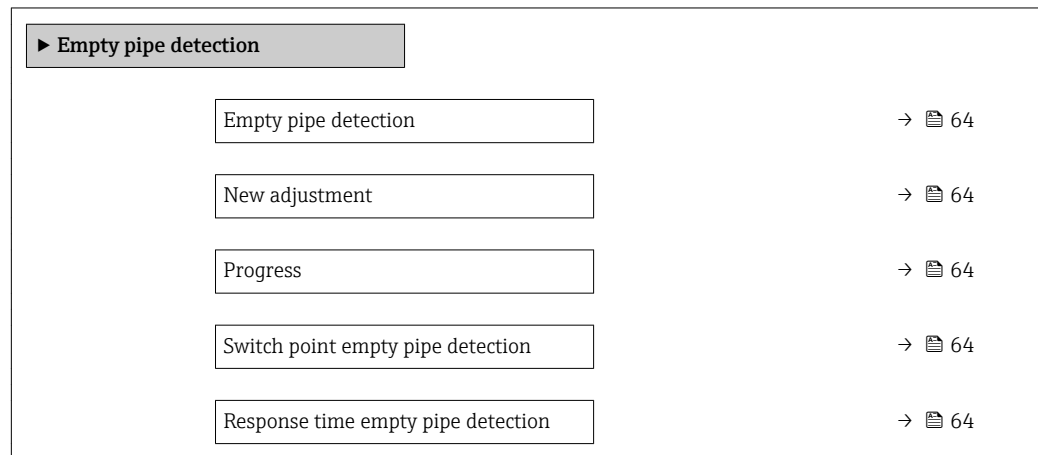 ▶ Empty pipe detection
Empty pipe detection → 64
New adjustment → 64
Progress → 64
Switch point empty pipe detection → 64
Response time empty pipe detection → 64